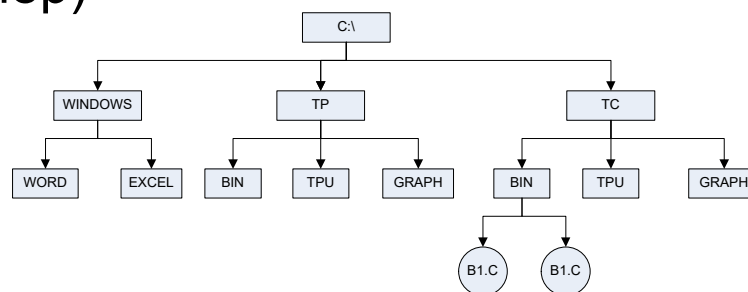 C:\
WINDOWS TP TC
WORD EXCEL BIN TPU GRAPH BIN TPU GRAPH
B1.C B1.C